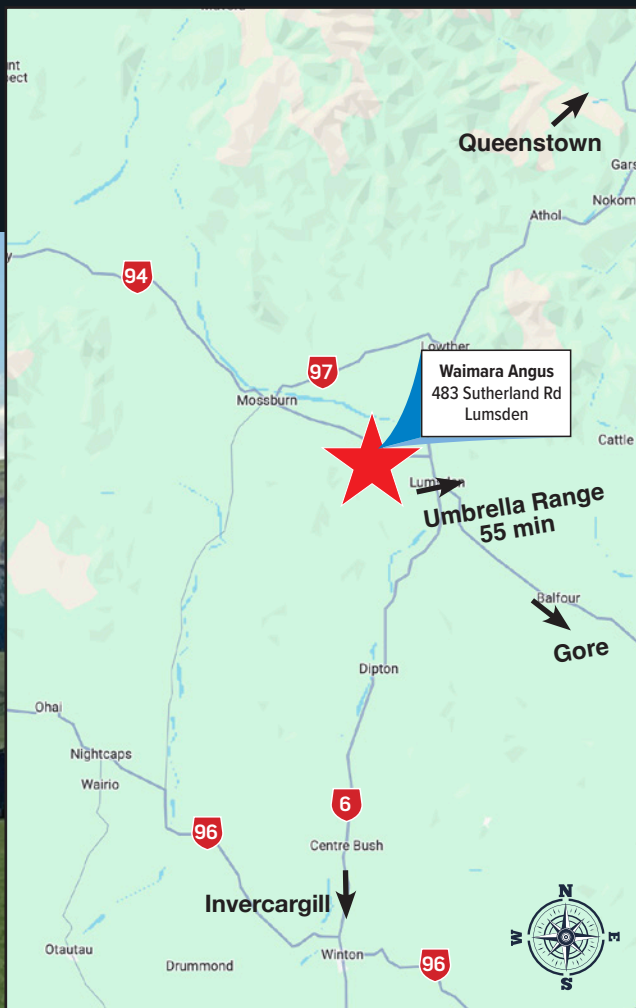 Queenstown
Nokom
Athol
94
Lowther
97
Waimara Angus
483 Sutherland Rd
Lumsden
Mossburn
Cattle
Lumsden
Umbrella Range
55 min
Balfour
Gore
Dipton
Ohai
Nightcaps
Wairio
6
96
Centre Bush
Invercargill
N
W
E
S
Otautau
Drummond
Winton
96